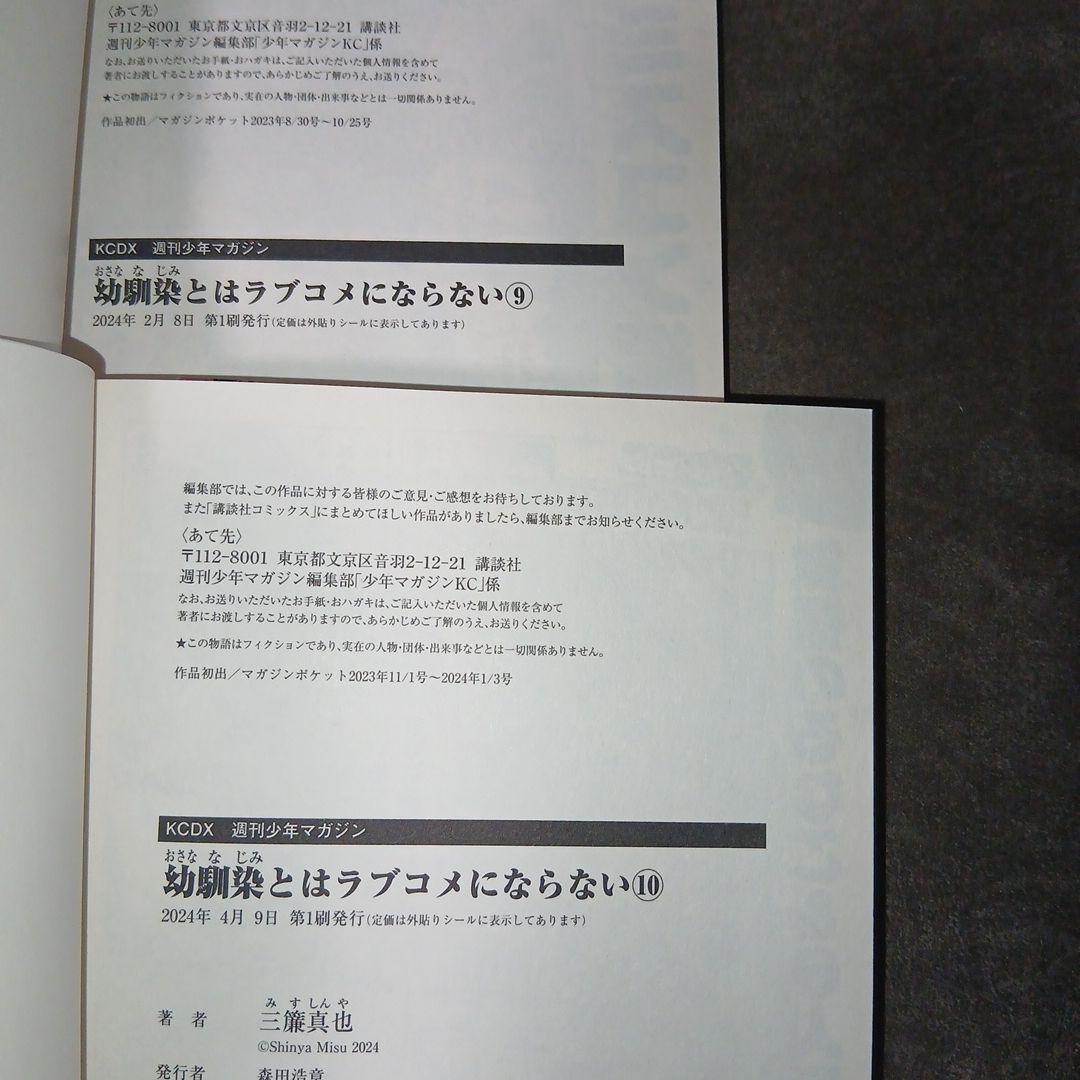 〈あて先〉
〒112-8001 東京都文京区音羽2-12-21 講談社
週刊少年マガジン編集部「少年マガジンKC」係
なお、お送りいただいたお手紙・おハガキは、ご記入いただいた個人情報を含めて
著者にお渡しすることがありますので、あらかじめご了解のうえ、お送りください。
★この物語はフィクションであり、実在の人物・団体・出来事などとは一切関係ありません。
作品初出／マガジンポケット2023年8/30号〜10/25号
KCDX 週刊少年マガジン
おさな な じみ
幼馴染とはラブコメにならない⑨
2024年 2月 8日 第1刷発行(定価は外貼りシールに表示してあります)
編集部では、この作品に対する皆様のご意見・ご感想をお待ちしております。
また「講談社コミックス」にまとめてほしい作品がありましたら、編集部までお知らせください。
〈あて先〉
〒112-8001 東京都文京区音羽2-12-21 講談社
週刊少年マガジン編集部「少年マガジンKC」係
なお、お送りいただいたお手紙・おハガキは、ご記入いただいた個人情報を含めて
著者にお渡しすることがありますので、あらかじめご了解のうえ、お送りください。
★この物語はフィクションであり、実在の人物・団体・出来事などとは一切関係ありません。
作品初出／マガジンポケット2023年11/1号〜2024年1/3号
KCDX 週刊少年マガジン
おさな な じみ
幼馴染とはラブコメにならない⑩
2024年 4月 9日 第1刷発行(定価は外貼りシールに表示してあります)
み す しん や
著 者 三簾真也
©Shinya Misu 2024
発行者 森田浩章